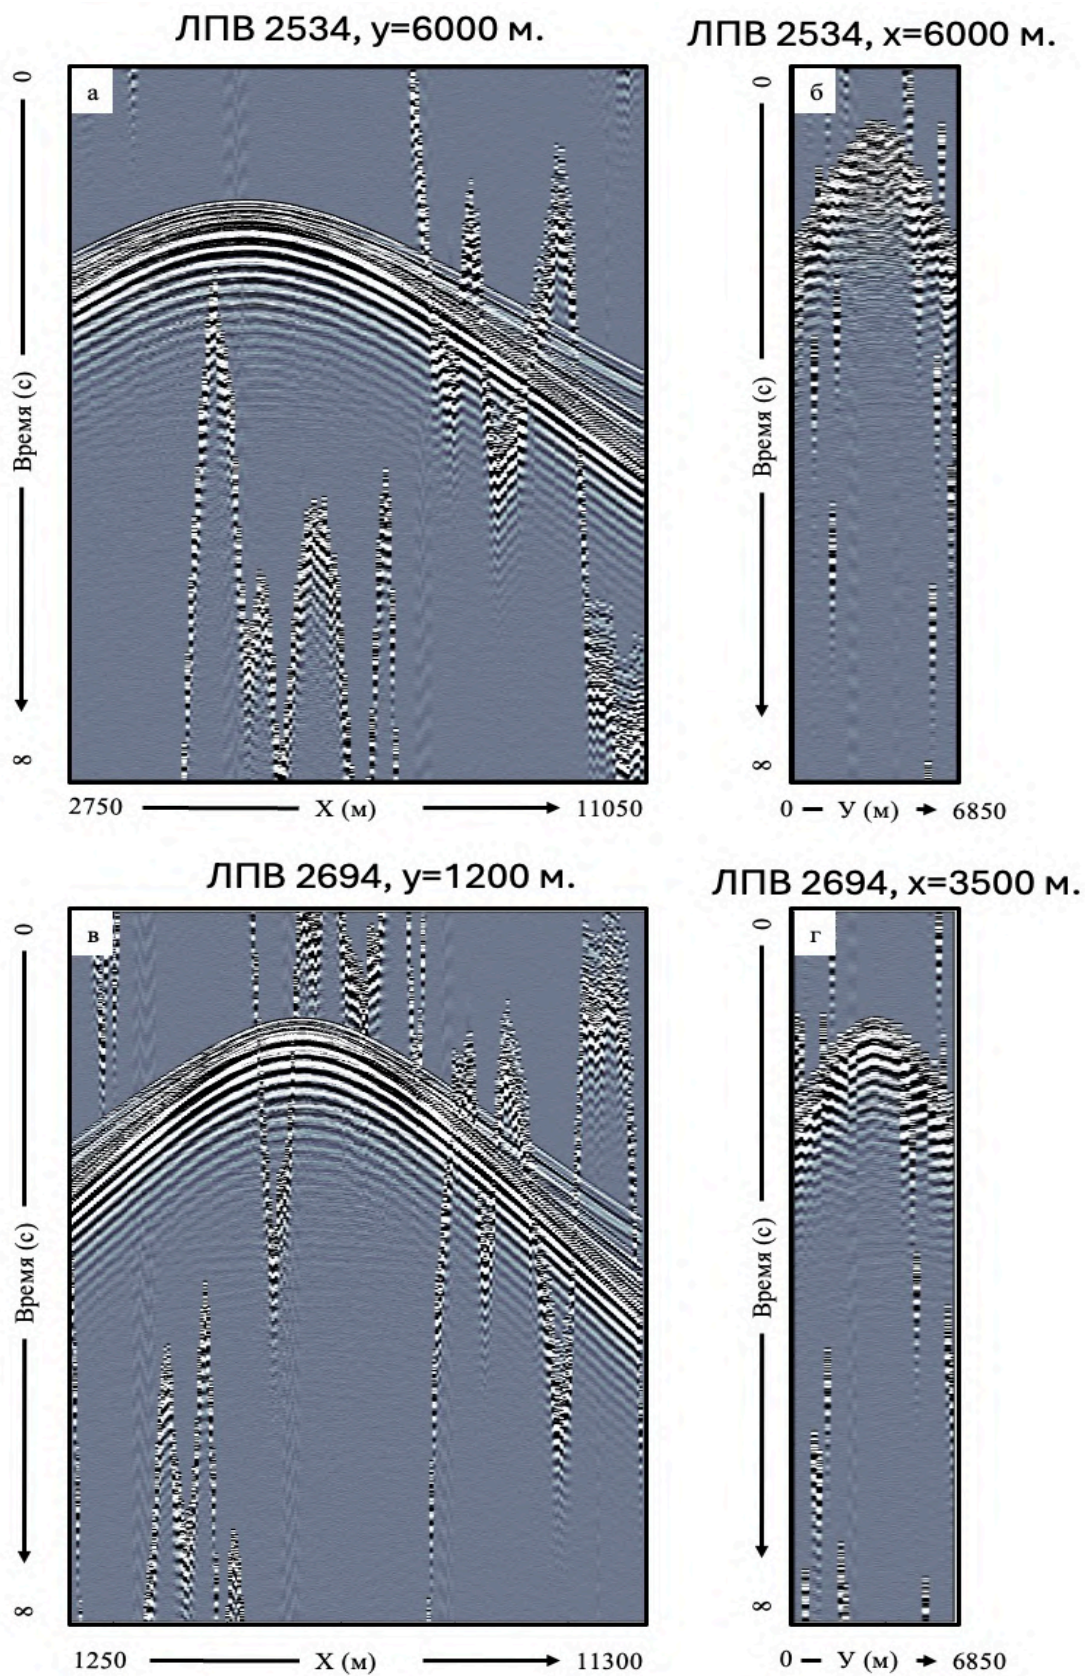 ЛПВ 2534, y=6000 м.
ЛПВ 2534, x=6000 м.
а
б
0
Время (с)
8
0
Время (с)
8
2750
X (м)
11050
0
У (м)
6850
ЛПВ 2694, y=1200 м.
ЛПВ 2694, x=3500 м.
в
г
0
Время (с)
8
0
Время (с)
8
1250
X (м)
11300
0
У (м)
6850